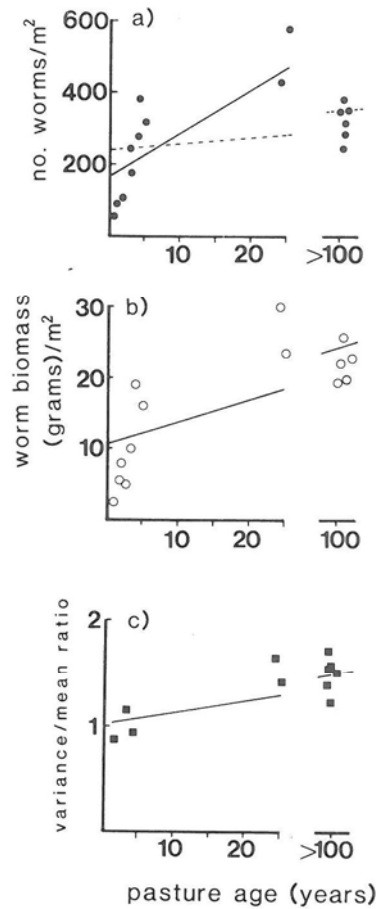 a)
no. worms/m²
600
400
200
10
20
>100
b)
worm biomass
(grams)/m²
30
20
10
10
20
100
c)
variance/mean ratio
2
1
10
20
>100
pasture age (years)